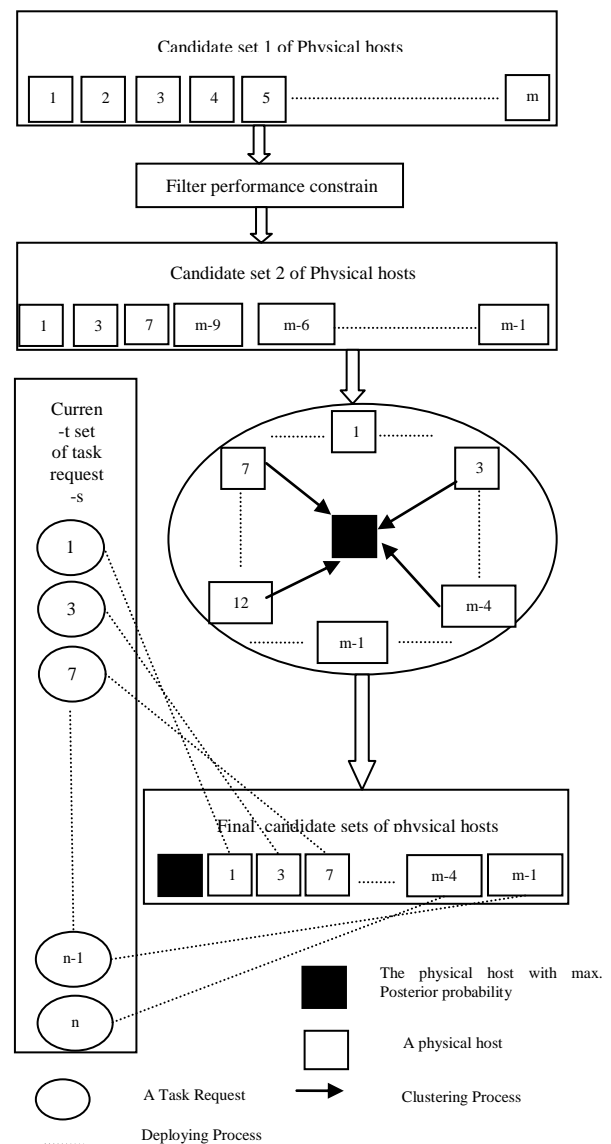 Candidate set 1 of Physical hosts
1 2 3 4 5 m
Filter performance constrain
Candidate set 2 of Physical hosts
1 3 7 m-9 m-6 m-1
Curren
-t set
of task
request
-s
1
3
7
n-1
n
1
7 3
12 m-4
m-1
Final candidate sets of physical hosts
1 3 7 m-4 m-1
The physical host with max.
Posterior probability
A physical host
A Task Request
Clustering Process
Deploying Process